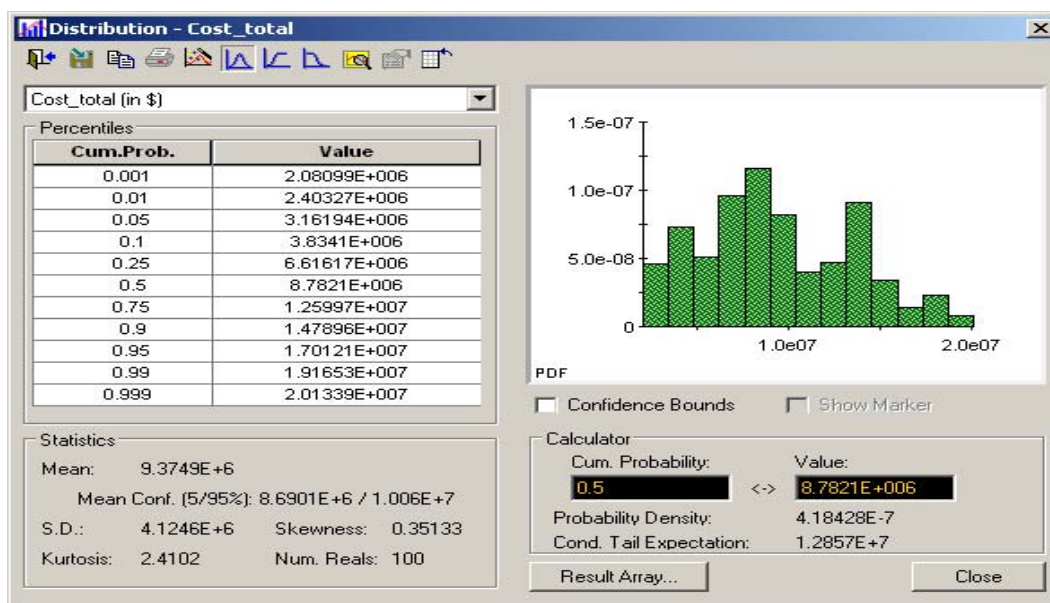 Distribution - Cost_total
Cost_total (in $)
Percentiles
Cum.Prob. Value
0.001 2.08099E+006
0.01 2.40327E+006
0.05 3.16194E+006
0.1 3.8341E+006
0.25 6.61617E+006
0.5 8.7821E+006
0.75 1.25997E+007
0.9 1.47896E+007
0.95 1.70121E+007
0.99 1.91653E+007
0.999 2.01339E+007
Statistics
Mean: 9.3749E+6
Mean Conf. (5/95%): 8.6901E+6 / 1.006E+7
S.D.: 4.1246E+6 Skewness: 0.35133
Kurtosis: 2.4102 Num. Reals: 100
1.5e-07
1.0e-07
5.0e-08
0
1.0e07 2.0e07
PDF
Confidence Bounds Show Marker
Calculator
Cum. Probability: Value:
0.5 <-> 8.7821E+006
Probability Density: 4.18428E-7
Cond. Tail Expectation: 1.2857E+7
Result Array... Close